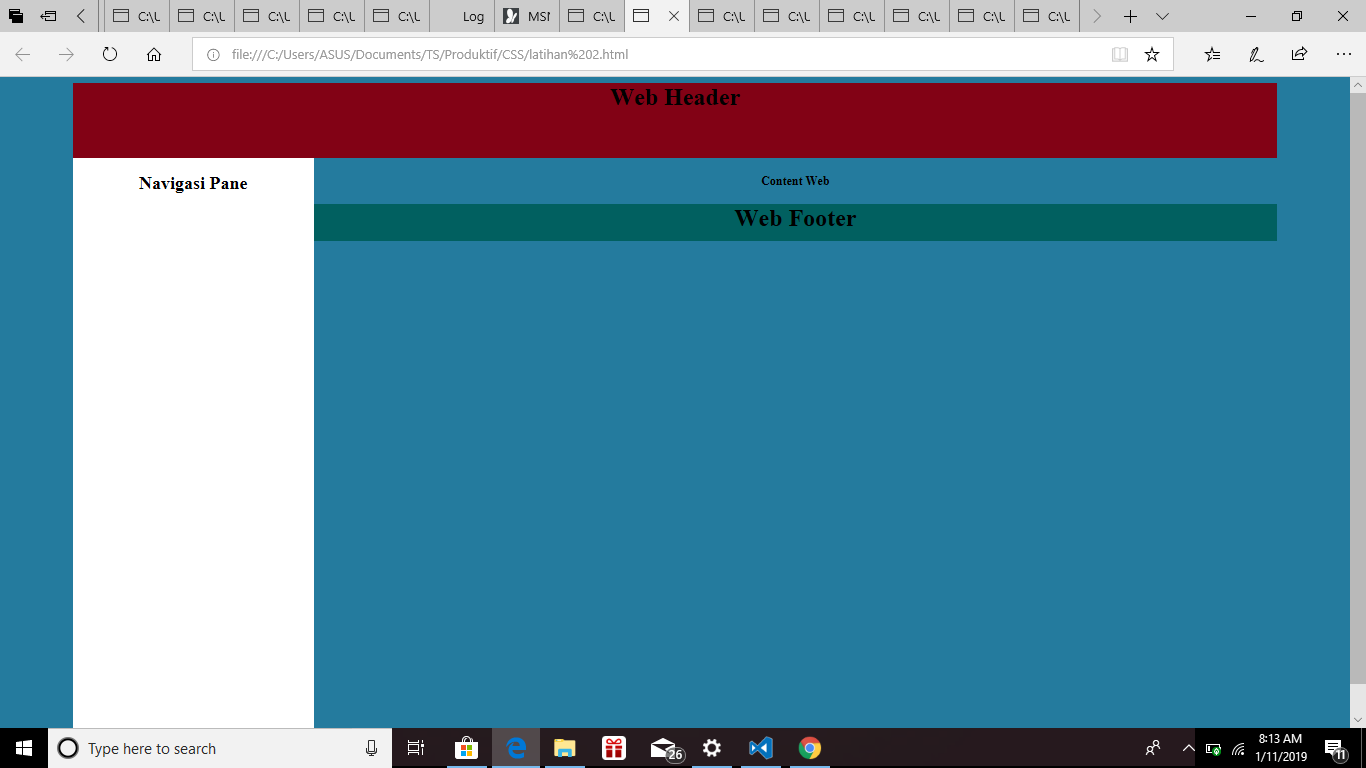 C:\U C:\U C:\U C:\U C:\U Log MSN C:\U C:\U C:\U C:\U C:\U C:\U C:\U
file:///C:/Users/ASUS/Documents/TS/Produktif/CSS/latihan%202.html
Web Header
Navigasi Pane
Content Web
Web Footer
Type here to search
26
8:13 AM
1/11/2019
11